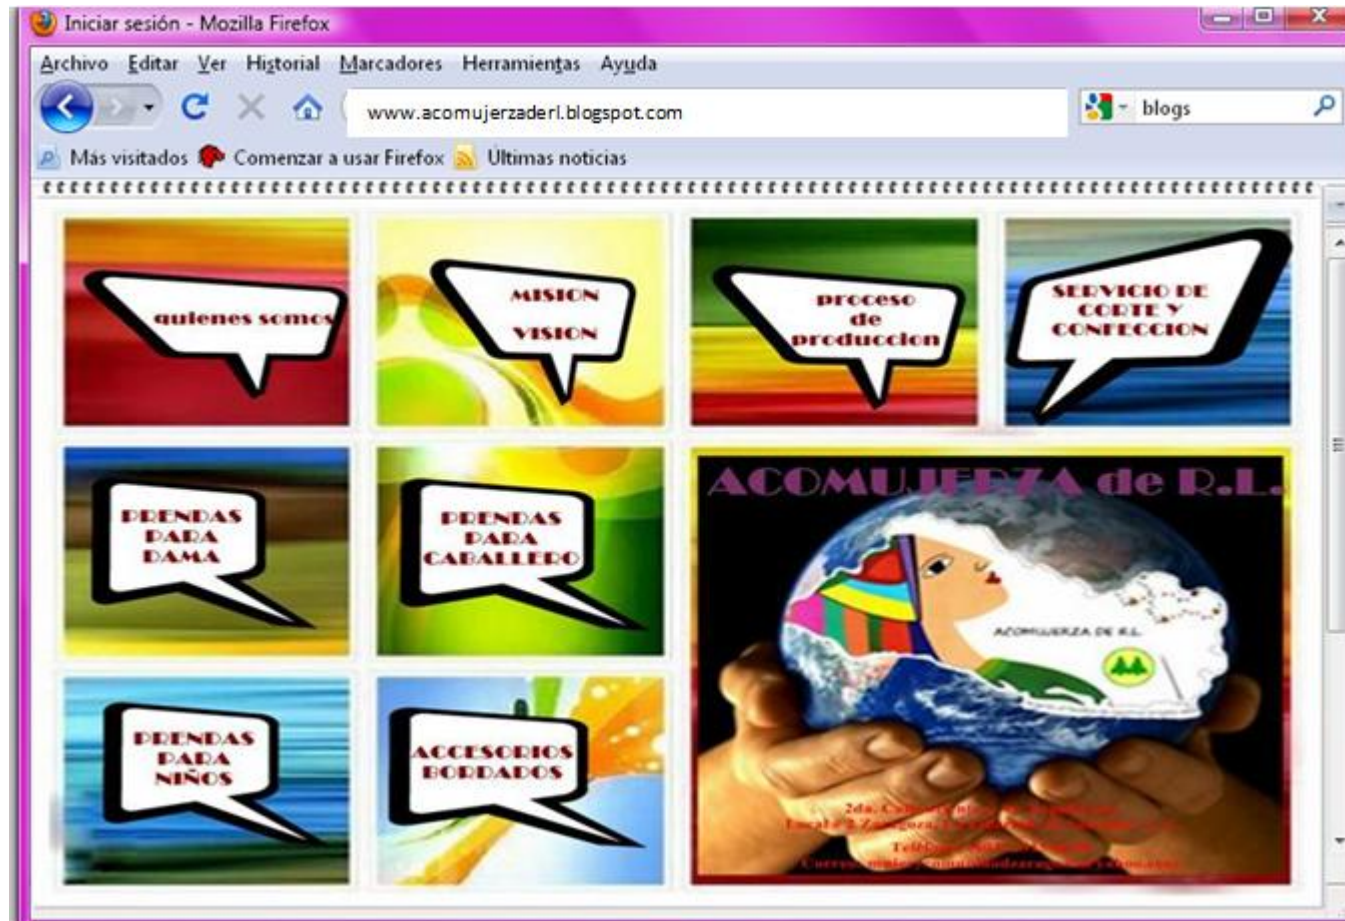 Iniciar sesión - Mozilla Firefox
Archivo Editar Ver Historial Marcadores Herramientas Ayuda
www.acomujerzaderl.blogspot.com
blogs
Más visitados Comenzar a usar Firefox Últimas noticias
quienes somos
MISION
VISION
proceso
de
produccion
SERVICIO DE
CORTE Y
CONFECCION
PRENDAS
PARA
DAMA
PRENDAS
PARA
CABALLERO
ACOMUJERZA de R.L.
ACOMUJERZA DE R.L.
PRENDAS
PARA
NIÑOS
ACCESORIOS
BORDADOS
2da.